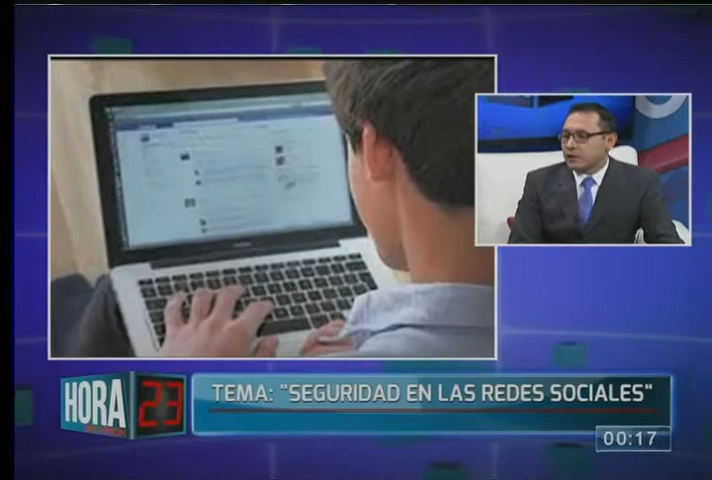 HORA 23
TEMA: "SEGURIDAD EN LAS REDES SOCIALES"
00:17